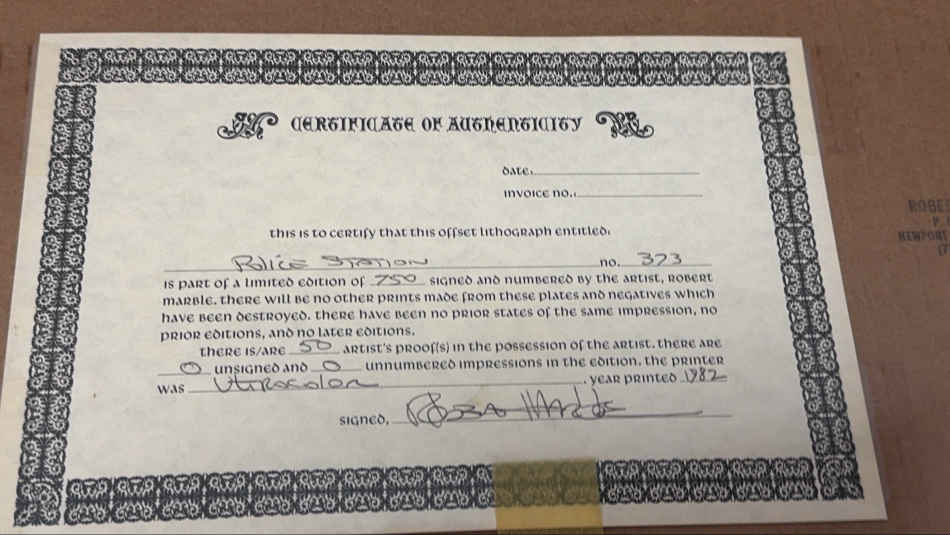 CERTIFICATE OF AUTHENTICITY
DATE.
INVOICE NO..
THIS IS TO CERTIFY THAT THIS OFFSET LITHOGRAPH ENTITLED.
POLICE STATION NO. 373
IS PART OF A LIMITED EDITION OF 750 SIGNED AND NUMBERED BY THE ARTIST, ROBERT
MARBLE. THERE WILL BE NO OTHER PRINTS MADE FROM THESE PLATES AND NEGATIVES WHICH
HAVE BEEN DESTROYED. THERE HAVE BEEN NO PRIOR STATES OF THE SAME IMPRESSION, NO
PRIOR EDITIONS, AND NO LATER EDITIONS.
THERE IS/ARE 50 ARTIST'S PROOF(S) IN THE POSSESSION OF THE ARTIST. THERE ARE
0 UNSIGNED AND 0 UNNUMBERED IMPRESSIONS IN THE EDITION. THE PRINTER
WAS . YEAR PRINTED 1982
SIGNED,
NEWPORT